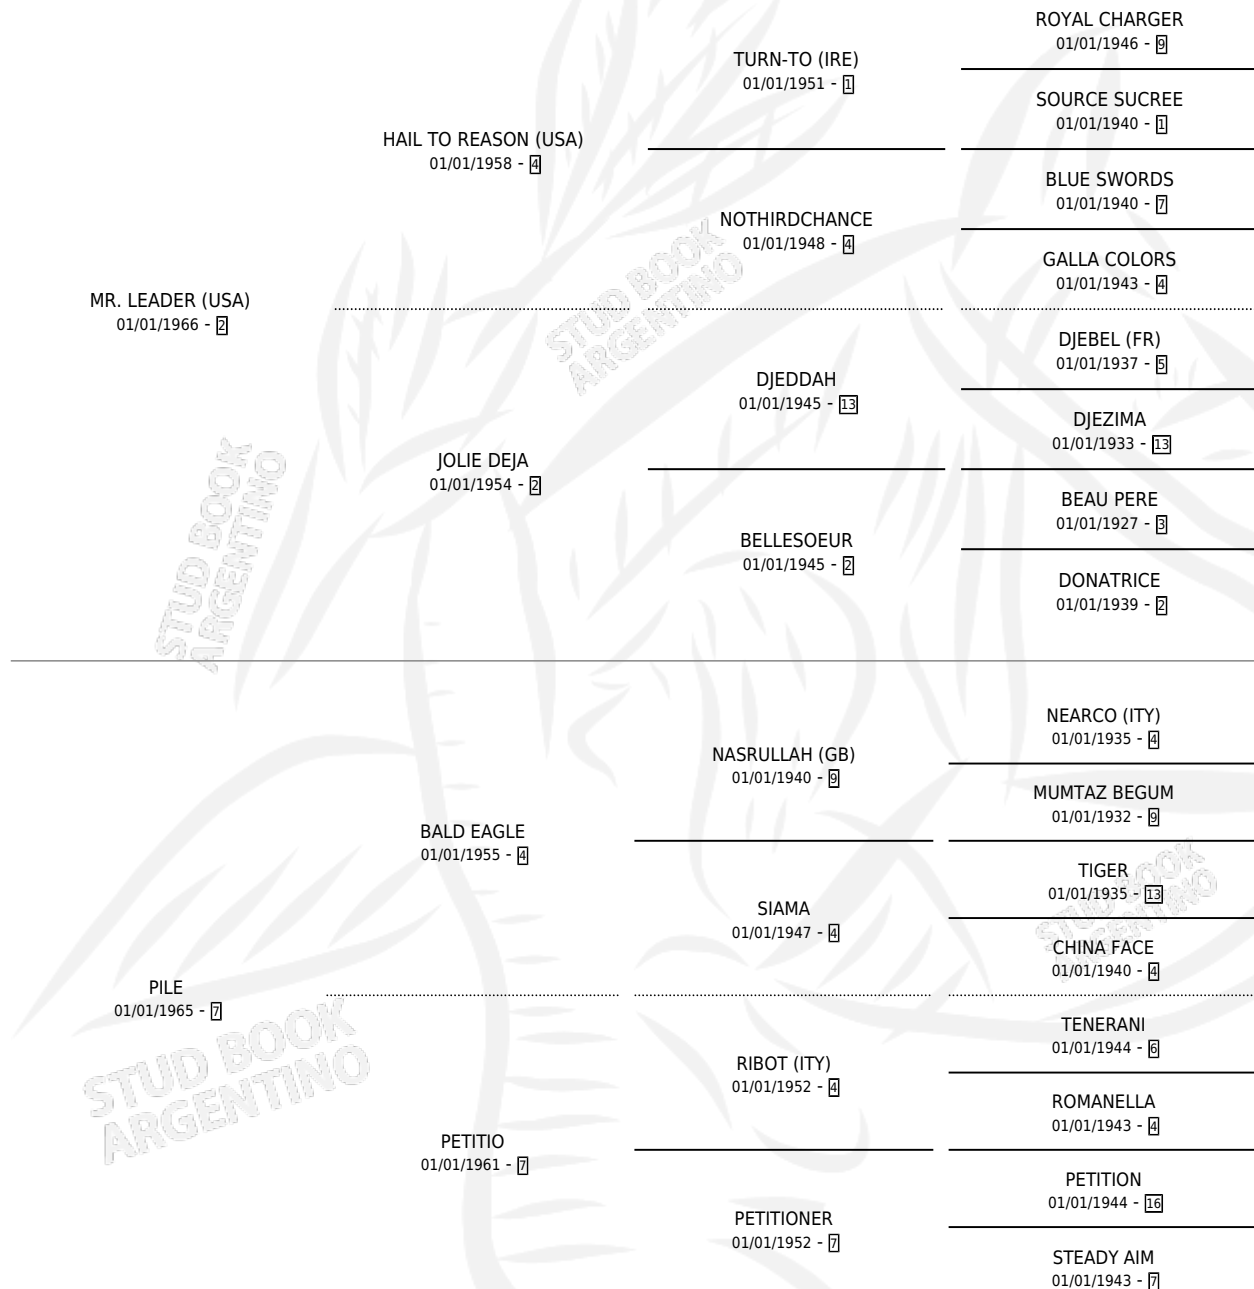 MR. LEADER (USA)
01/01/1966 - 2
HAIL TO REASON (USA)
01/01/1958 - 4
TURN-TO (IRE)
01/01/1951 - 1
ROYAL CHARGER
01/01/1946 - 9
SOURCE SUCREE
01/01/1940 - 1
NOTHIRDCHANCE
01/01/1948 - 4
BLUE SWORDS
01/01/1940 - 7
GALLA COLORS
01/01/1943 - 4
JOLIE DEJA
01/01/1954 - 2
DJEDDAH
01/01/1945 - 13
DJEBEL (FR)
01/01/1937 - 5
DJEZIMA
01/01/1933 - 13
BELLESOEUR
01/01/1945 - 2
BEAU PERE
01/01/1927 - 3
DONATRICE
01/01/1939 - 2
PILE
01/01/1965 - 7
BALD EAGLE
01/01/1955 - 4
NASRULLAH (GB)
01/01/1940 - 9
NEARCO (ITY)
01/01/1935 - 4
MUMTAZ BEGUM
01/01/1932 - 9
SIAMA
01/01/1947 - 4
TIGER
01/01/1935 - 13
CHINA FACE
01/01/1940 - 4
PETITIO
01/01/1961 - 7
RIBOT (ITY)
01/01/1952 - 4
TENERANI
01/01/1944 - 6
ROMANELLA
01/01/1943 - 4
PETITIONER
01/01/1952 - 7
PETITION
01/01/1944 - 16
STEADY AIM
01/01/1943 - 7
STUD BOOK
ARGENTINO
STUD BOOK
ARGENTINO
STUD BOOK
ARGENTINO
STUD BOOK
ARGENTINO